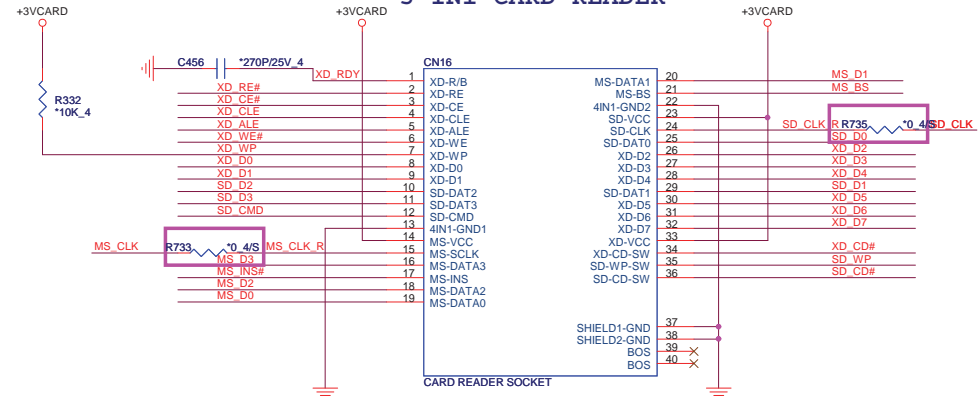 5 IN1 CARD READER
+3VCARD
+3VCARD
+3VCARD
C456 *270P/25V_4
R332
*10K_4
CN16
XD_RDY 1 XD-R/B
XD_RE# 2 XD-RE
XD_CE# 3 XD-CE
XD_CLE 4 XD-CLE
XD_ALE 5 XD-ALE
XD_WE# 6 XD-WE
XD_WP 7 XD-WP
XD_D0 8 XD-D0
XD_D1 9 XD-D1
SD_D2 10 SD-DAT2
SD_D3 11 SD-DAT3
SD_CMD 12 SD-CMD
13 4IN1-GND1
14 MS-VCC
MS_CLK R733 *0_4/S MS_CLK_R 15 MS-SCLK
MS_D3 16 MS-DATA3
MS_INS# 17 MS-INS
MS_D2 18 MS-DATA2
MS_D0 19 MS-DATA0
MS-DATA1 20 MS_D1
MS-BS 21 MS_BS
4IN1-GND2 22
SD-VCC 23
SD-CLK 24 SD_CLK_R R735 *0_4/S SD_CLK
SD-DAT0 25 SD_D0
XD-D2 26 XD_D2
XD-D3 27 XD_D3
XD-D4 28 XD_D4
SD-DAT1 29 SD_D1
XD-D5 30 XD_D5
XD-D6 31 XD_D6
XD-D7 32 XD_D7
XD-VCC 33
XD-CD-SW 34 XD_CD#
SD-WP-SW 35 SD_WP
SD-CD-SW 36 SD_CD#
SHIELD1-GND 37
SHIELD2-GND 38
BOS 39
BOS 40
CARD READER SOCKET